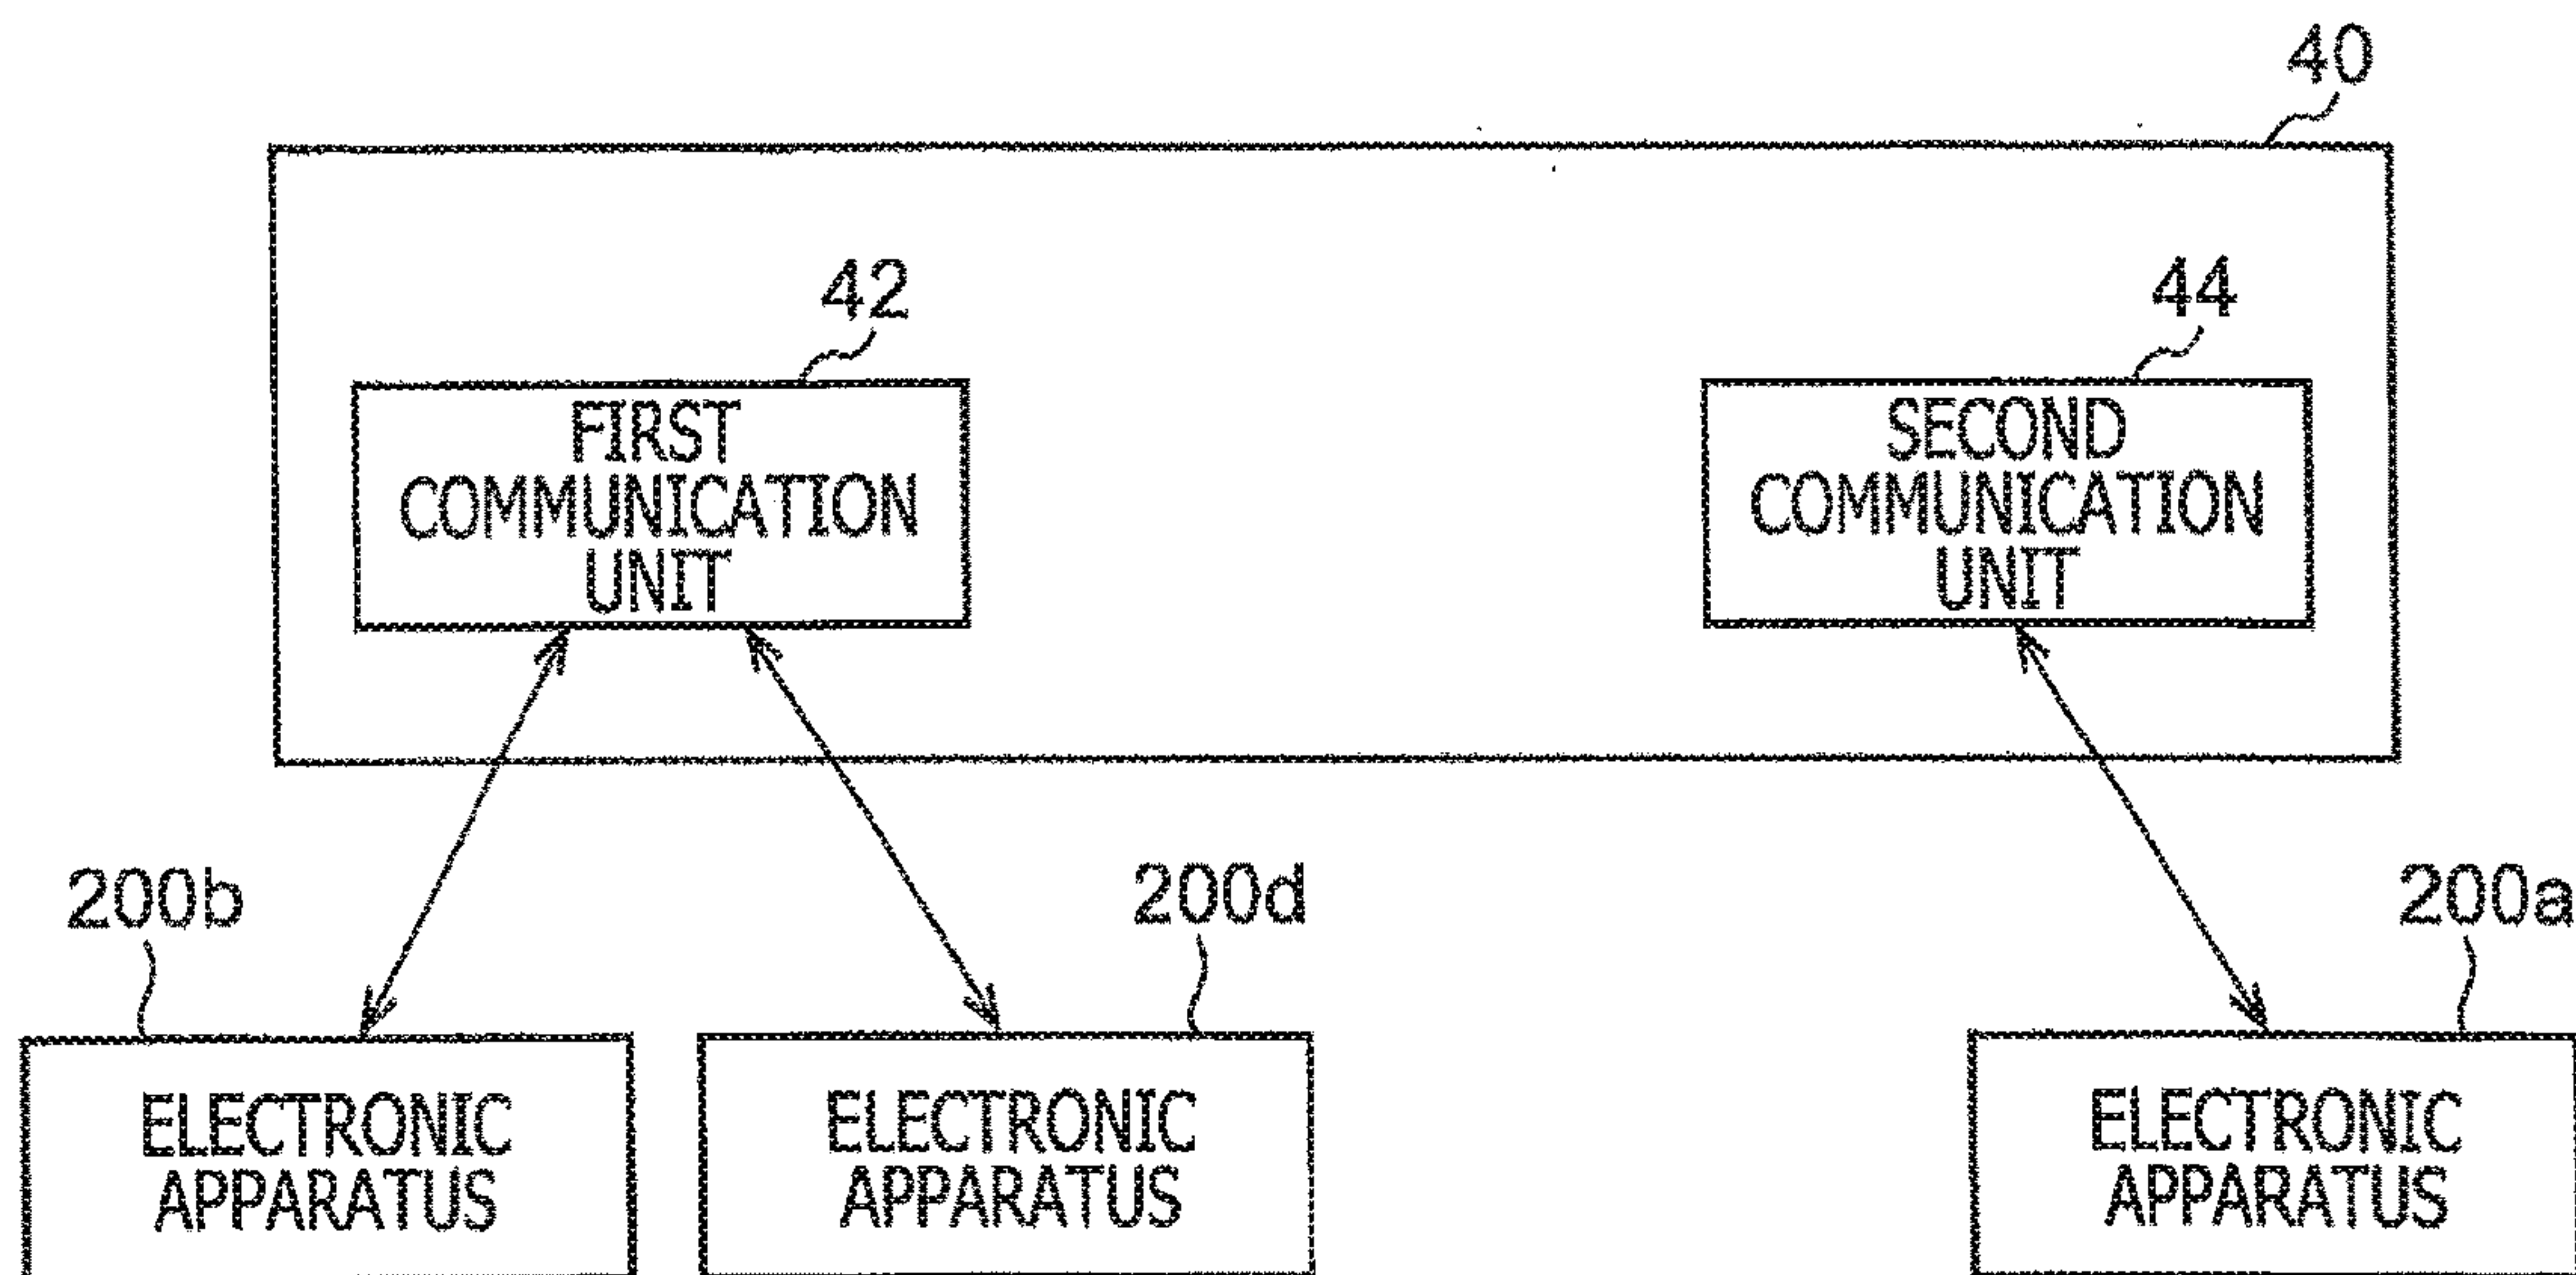 40
42
44
FIRST
COMMUNICATION
UNIT
SECOND
COMMUNICATION
UNIT
200b
200d
200a
ELECTRONIC
APPARATUS
ELECTRONIC
APPARATUS
ELECTRONIC
APPARATUS